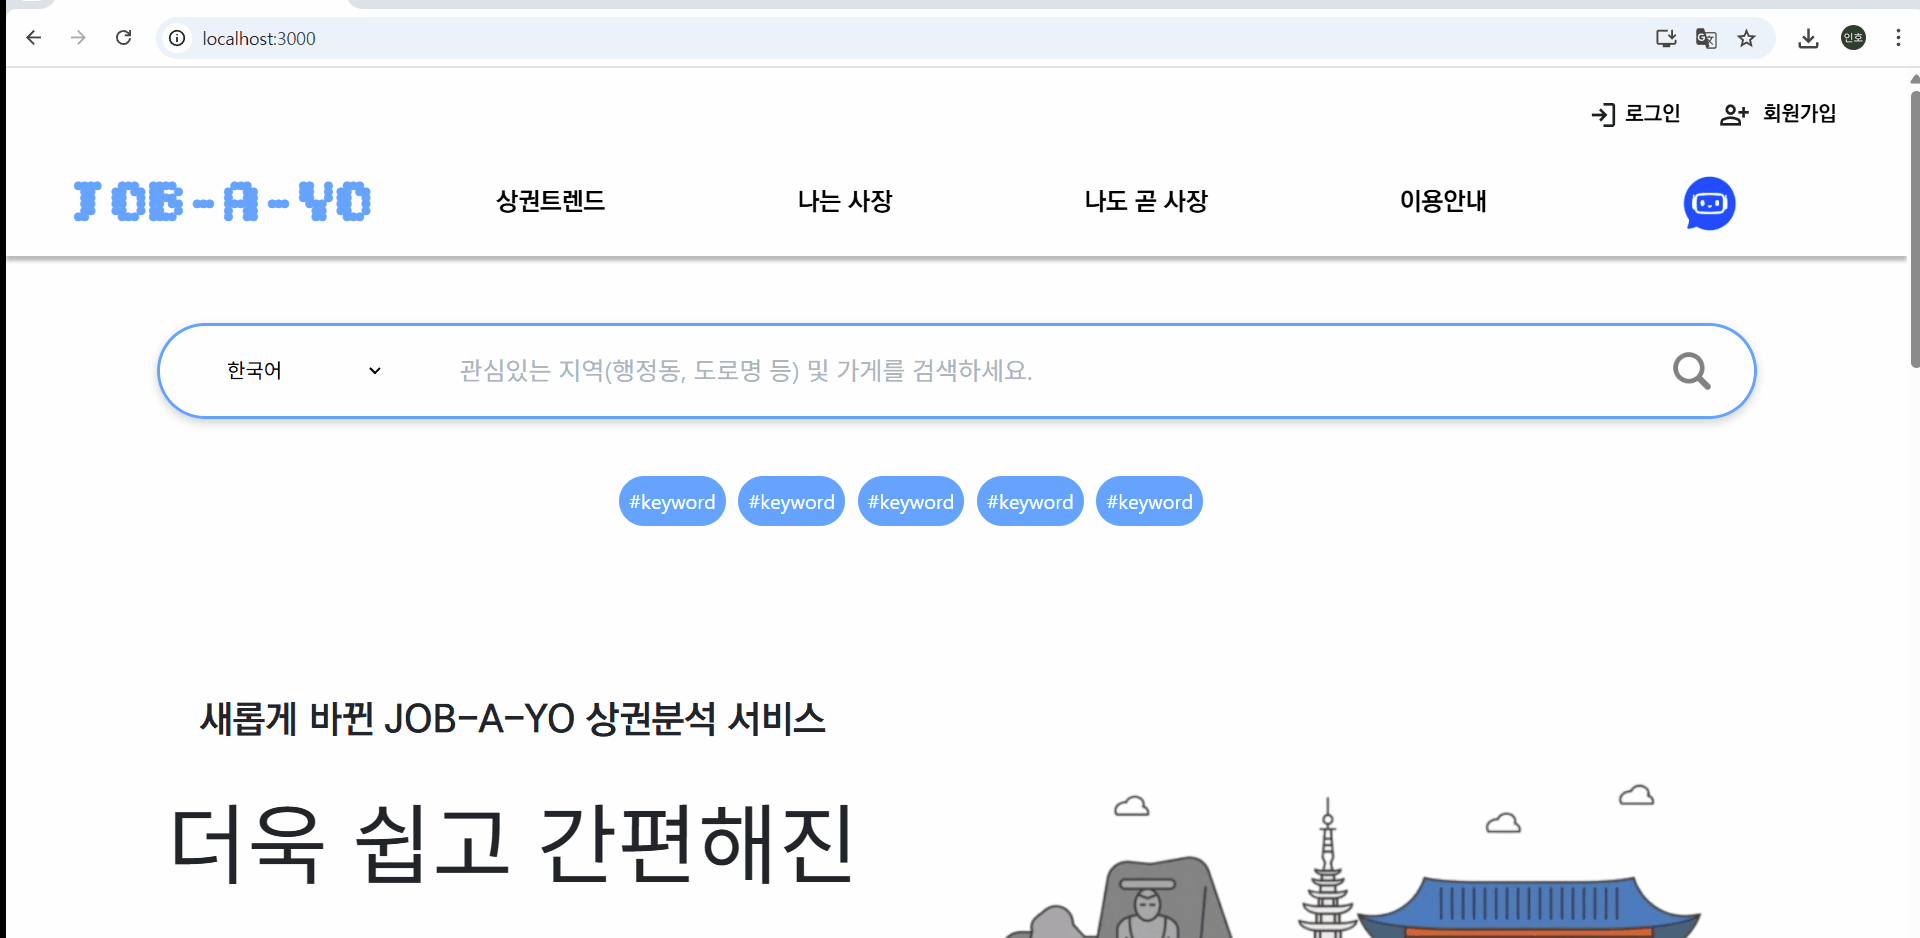 localhost:3000
인호
로그인 회원가입
JOB-A-YO 상권트렌드 나는 사장 나도 곧 사장 이용안내
한국어 관심있는 지역(행정동, 도로명 등) 및 가게를 검색하세요.
#keyword #keyword #keyword #keyword #keyword
새롭게 바뀐 JOB-A-YO 상권분석 서비스
더욱 쉽고 간편해진